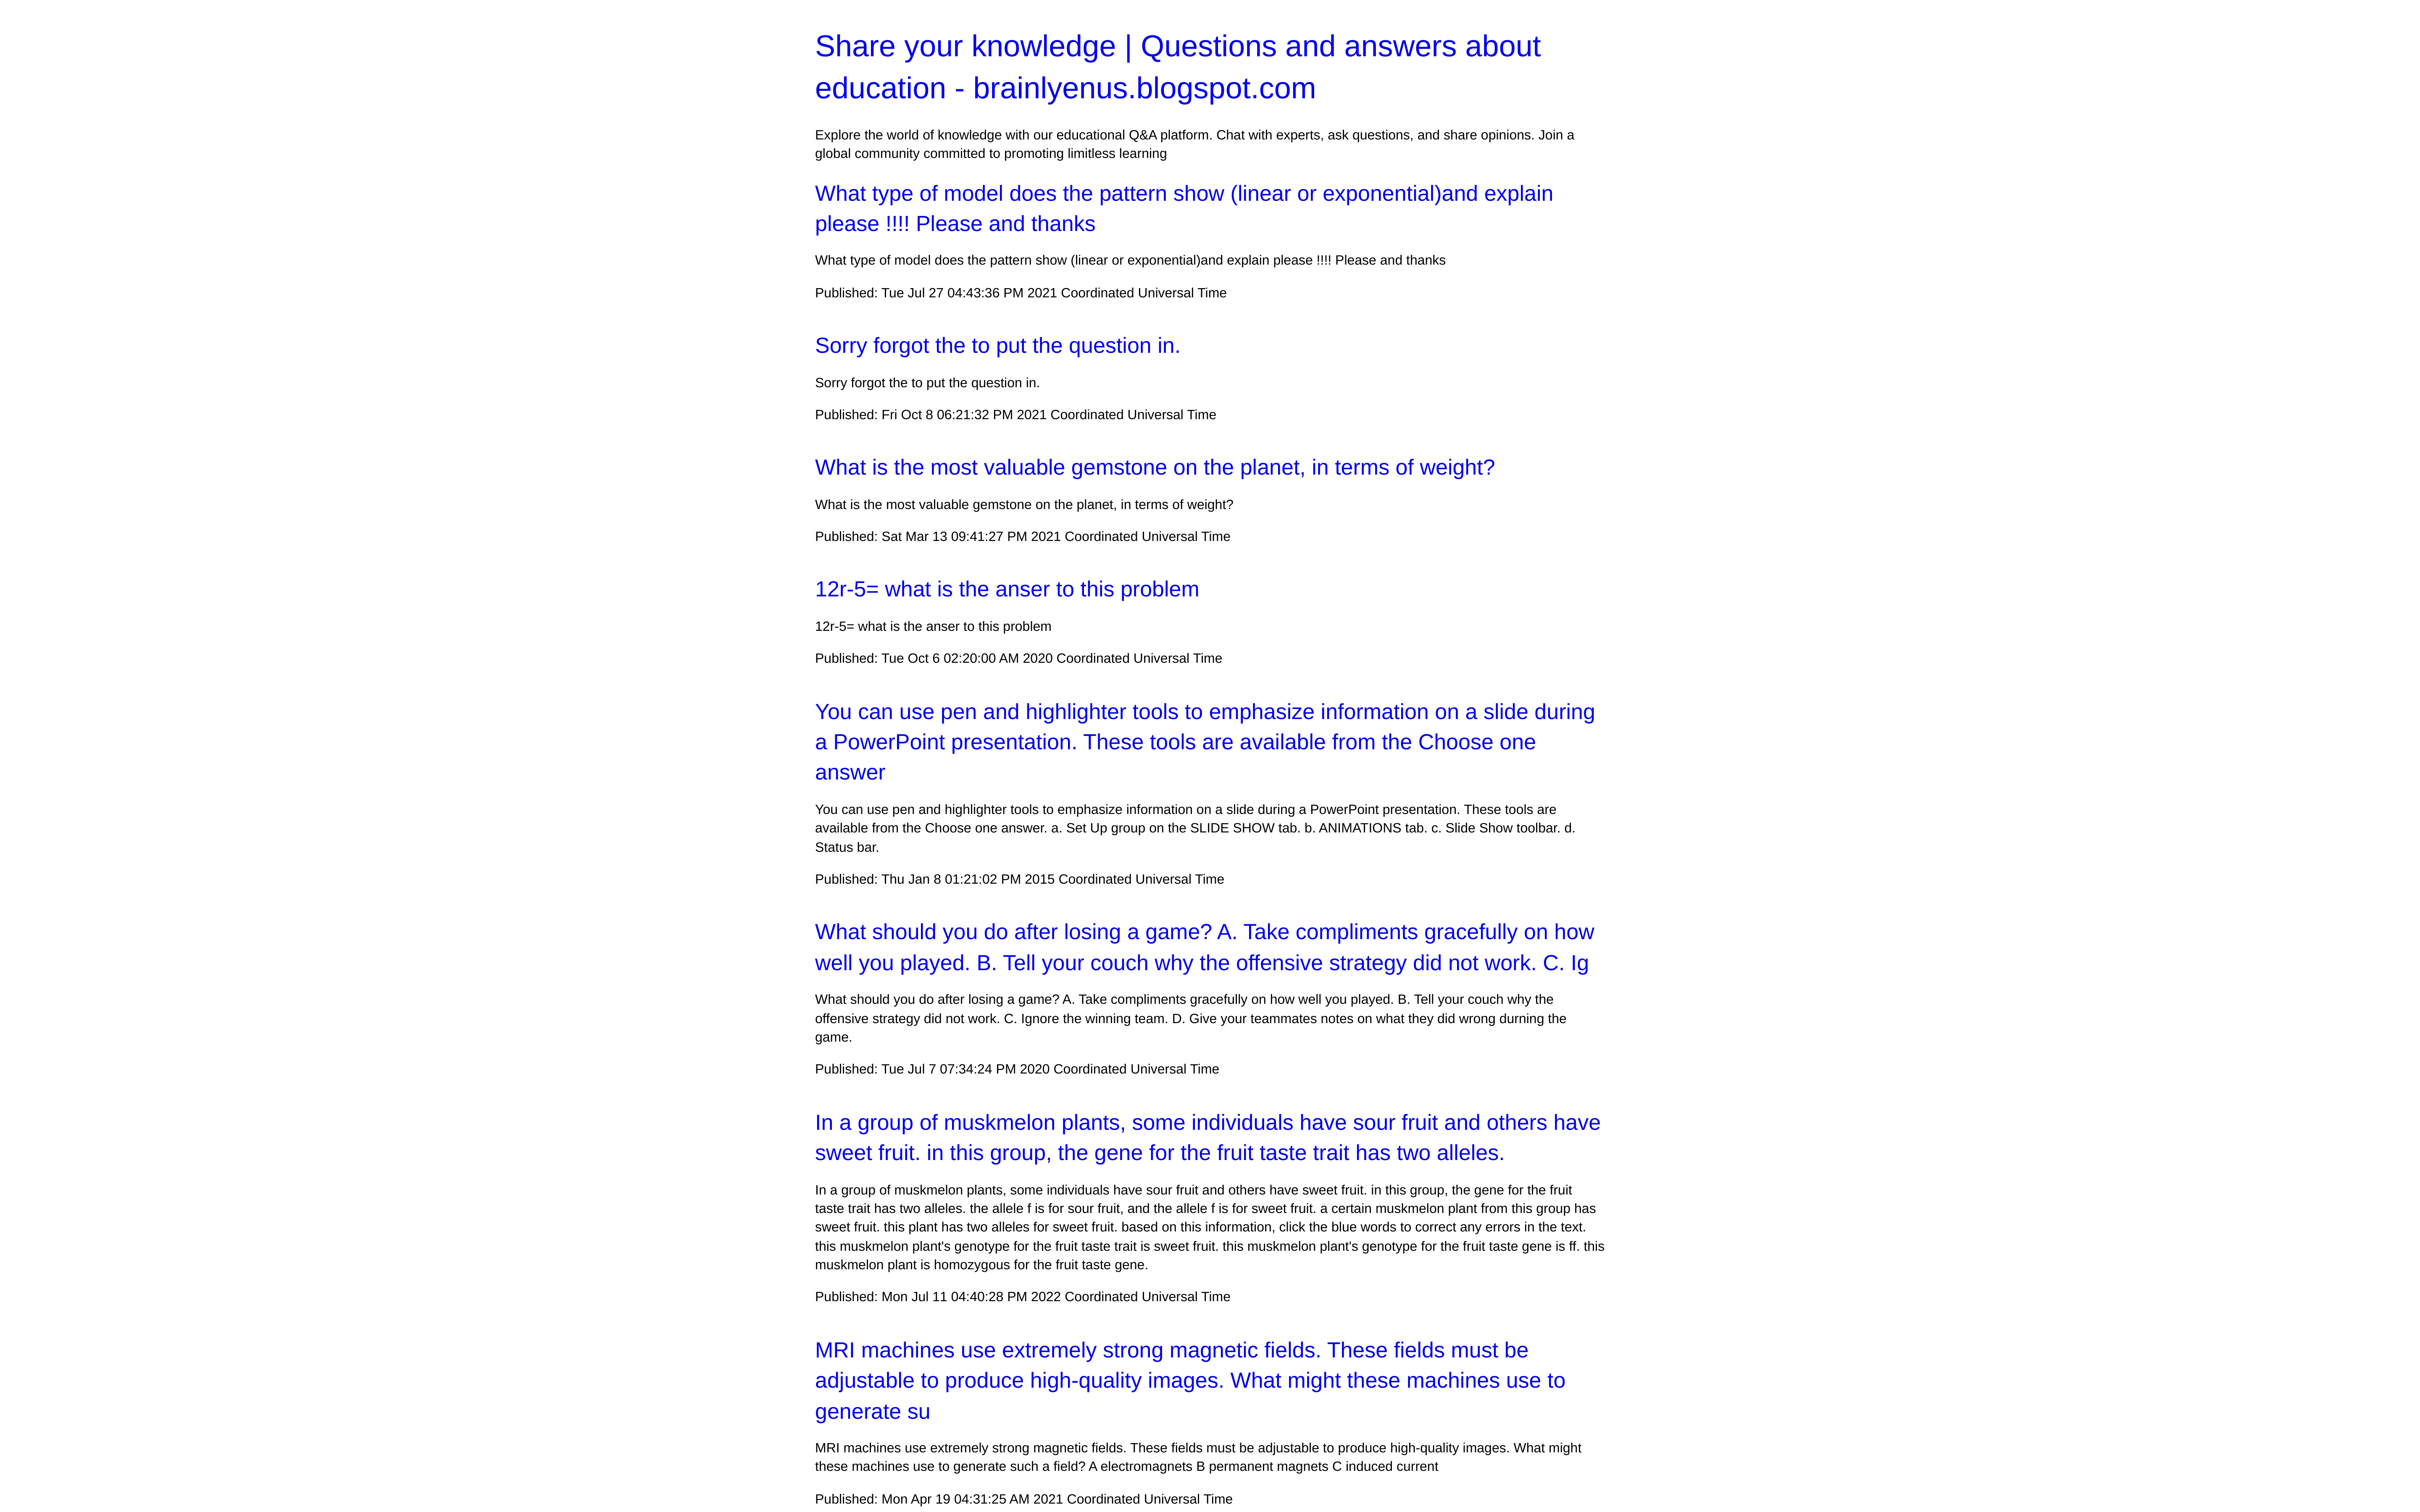 Share your knowledge | Questions and answers about
education - brainlyenus.blogspot.com
Explore the world of knowledge with our educational Q&A platform. Chat with experts, ask questions, and share opinions. Join a
global community committed to promoting limitless learning
What type of model does the pattern show (linear or exponential)and explain
please !!!! Please and thanks
What type of model does the pattern show (linear or exponential)and explain please !!!! Please and thanks
Published: Tue Jul 27 04:43:36 PM 2021 Coordinated Universal Time
Sorry forgot the to put the question in.
Sorry forgot the to put the question in.
Published: Fri Oct 8 06:21:32 PM 2021 Coordinated Universal Time
What is the most valuable gemstone on the planet, in terms of weight?
What is the most valuable gemstone on the planet, in terms of weight?
Published: Sat Mar 13 09:41:27 PM 2021 Coordinated Universal Time
12r-5= what is the anser to this problem
12r-5= what is the anser to this problem
Published: Tue Oct 6 02:20:00 AM 2020 Coordinated Universal Time
You can use pen and highlighter tools to emphasize information on a slide during
a PowerPoint presentation. These tools are available from the Choose one
answer
You can use pen and highlighter tools to emphasize information on a slide during a PowerPoint presentation. These tools are
available from the Choose one answer. a. Set Up group on the SLIDE SHOW tab. b. ANIMATIONS tab. c. Slide Show toolbar. d.
Status bar.
Published: Thu Jan 8 01:21:02 PM 2015 Coordinated Universal Time
What should you do after losing a game? A. Take compliments gracefully on how
well you played. B. Tell your couch why the offensive strategy did not work. C. Ig
What should you do after losing a game? A. Take compliments gracefully on how well you played. B. Tell your couch why the
offensive strategy did not work. C. Ignore the winning team. D. Give your teammates notes on what they did wrong durning the
game.
Published: Tue Jul 7 07:34:24 PM 2020 Coordinated Universal Time
In a group of muskmelon plants, some individuals have sour fruit and others have
sweet fruit. in this group, the gene for the fruit taste trait has two alleles.
In a group of muskmelon plants, some individuals have sour fruit and others have sweet fruit. in this group, the gene for the fruit
taste trait has two alleles. the allele f is for sour fruit, and the allele f is for sweet fruit. a certain muskmelon plant from this group has
sweet fruit. this plant has two alleles for sweet fruit. based on this information, click the blue words to correct any errors in the text.
this muskmelon plant's genotype for the fruit taste trait is sweet fruit. this muskmelon plant's genotype for the fruit taste gene is ff. this
muskmelon plant is homozygous for the fruit taste gene.
Published: Mon Jul 11 04:40:28 PM 2022 Coordinated Universal Time
MRI machines use extremely strong magnetic fields. These fields must be
adjustable to produce high-quality images. What might these machines use to
generate su
MRI machines use extremely strong magnetic fields. These fields must be adjustable to produce high-quality images. What might
these machines use to generate such a field? A electromagnets B permanent magnets C induced current
Published: Mon Apr 19 04:31:25 AM 2021 Coordinated Universal Time